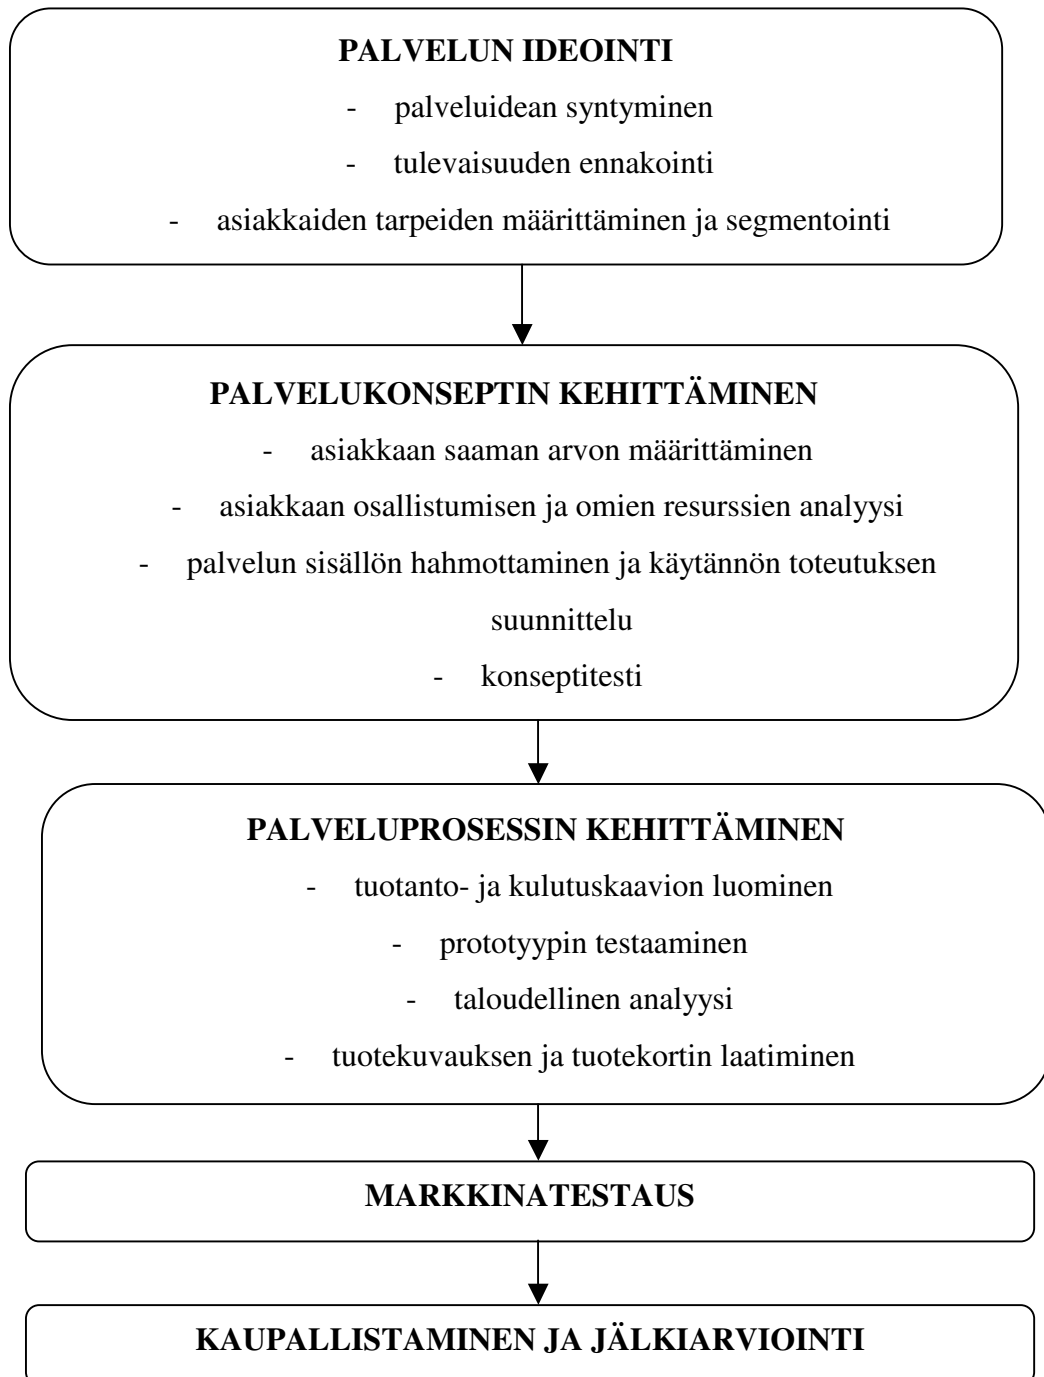 PALVELUN IDEOINTI
- palveluidean syntyminen
- tulevaisuuden ennakointi
- asiakkaiden tarpeiden määrittäminen ja segmentointi
PALVELUKONSEPTIN KEHITTÄMINEN
- asiakkaan saaman arvon määrittäminen
- asiakkaan osallistumisen ja omien resurssien analyysi
- palvelun sisällön hahmottaminen ja käytännön toteutuksen
suunnittelu
- konseptitesti
PALVELUPROSESSIN KEHITTÄMINEN
- tuotanto- ja kulutuskaavion luominen
- prototyypin testaaminen
- taloudellinen analyysi
- tuotekuvauksen ja tuotekortin laatiminen
MARKKINATESTAUS
KAUPALLISTAMINEN JA JÄLKIARVIOINTI